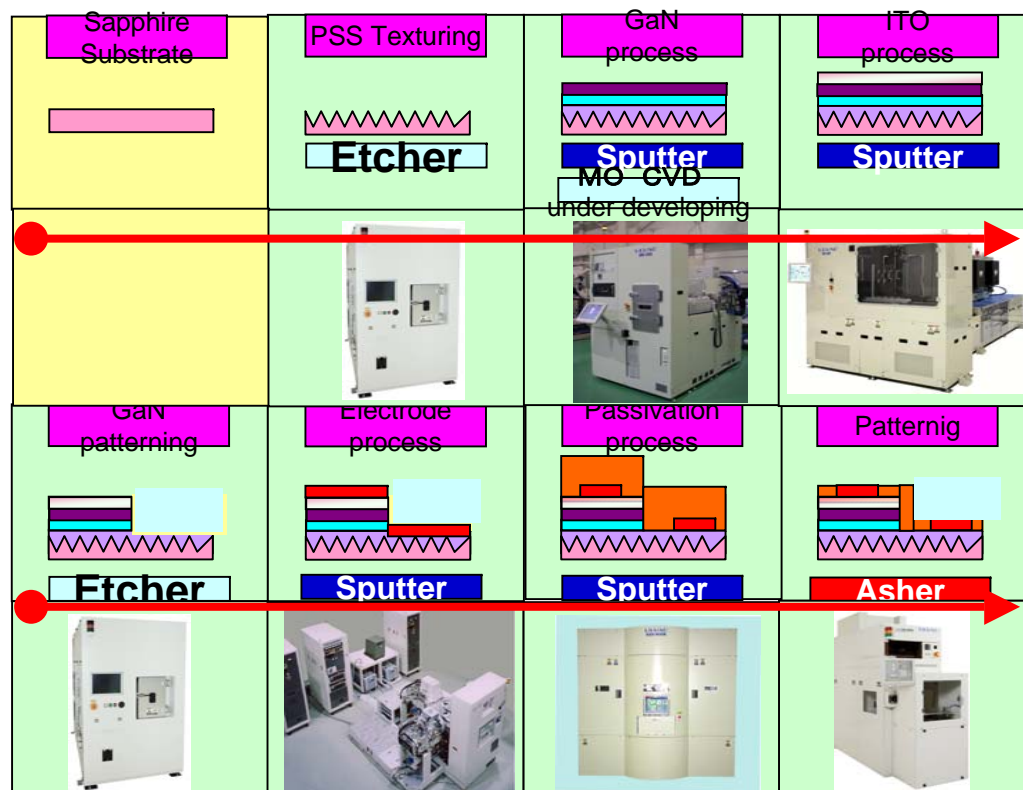 Sapphire
Substrate
PSS Texturing
GaN
process
ITO
process
Etcher
Sputter
MO CVD
under developing
Sputter
GaN
patterning
Electrode
process
Passivation
process
Patternig
Etcher
Sputter
Sputter
Asher